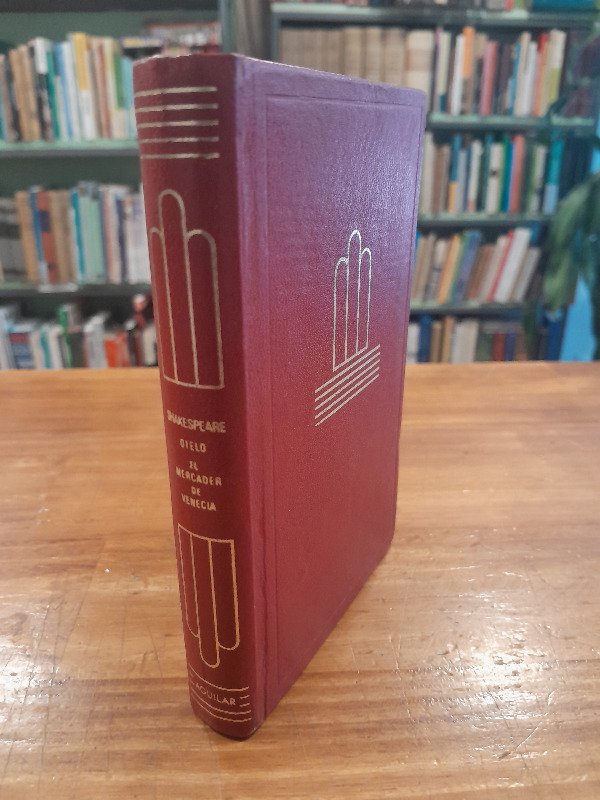 SHAKESPEARE
OTELO
EL
MERCADER
DE
VENECIA
AGUILAR